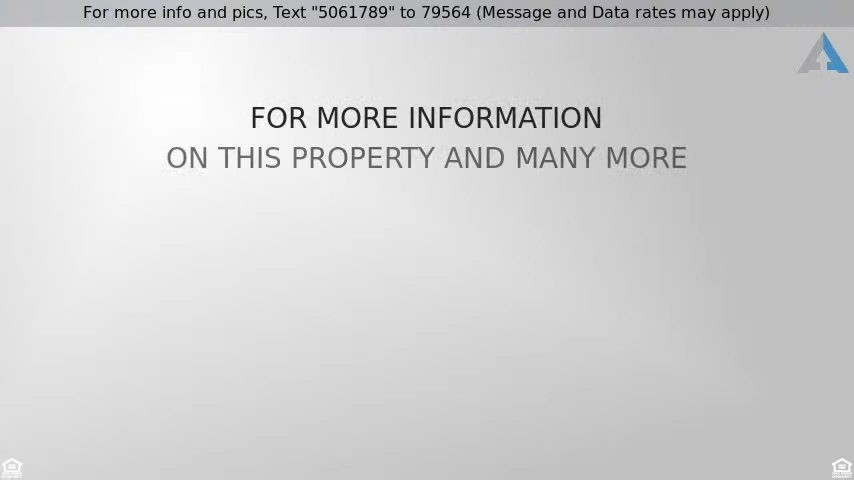 For more info and pics, Text "5061789" to 79564 (Message and Data rates may apply)
FOR MORE INFORMATION
ON THIS PROPERTY AND MANY MORE